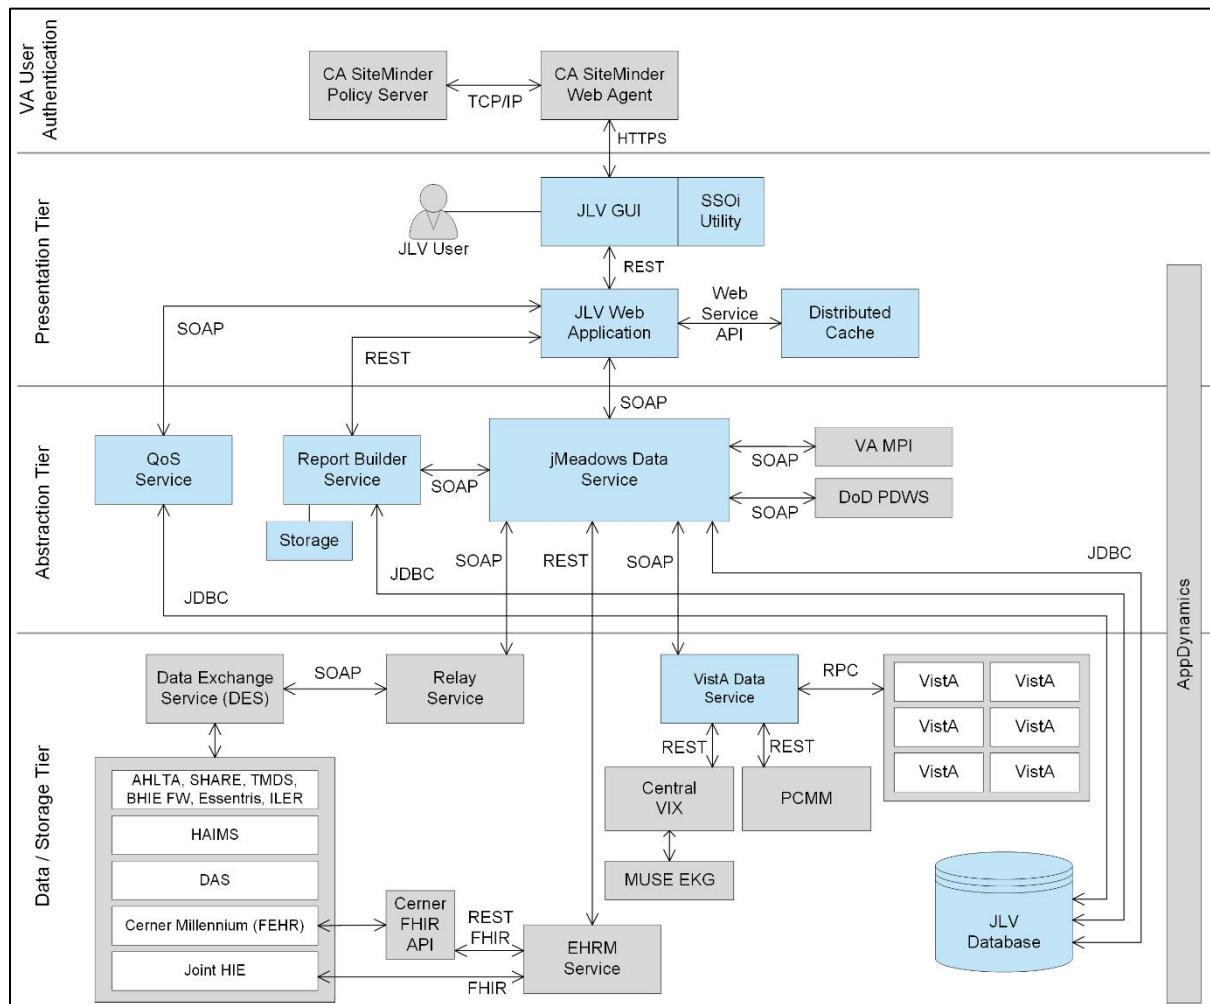 VA User
Authentication
CA SiteMinder
Policy Server
TCP/IP
CA SiteMinder
Web Agent
HTTPS
Presentation Tier
JLV User
JLV GUI
SSOi
Utility
REST
SOAP
REST
JLV Web
Application
Web
Service
API
Distributed
Cache
SOAP
Abstraction Tier
QoS
Service
Report Builder
Service
Storage
SOAP
jMeadows Data
Service
SOAP
VA MPI
SOAP
DoD PDWS
JDBC
JDBC
SOAP
REST
SOAP
JDBC
AppDynamics
Data / Storage Tier
Data Exchange
Service (DES)
SOAP
Relay
Service
VistA Data
Service
RPC
VistA
VistA
VistA
VistA
VistA
VistA
REST
REST
Central
VIX
PCMM
MUSE EKG
AHLTA, SHARE, TMDS,
BHIE FW, Essentris, ILER
HAIMS
DAS
Cerner Millennium (FEHR)
Joint HIE
Cerner
FHIR
API
REST
FHIR
FHIR
EHRM
Service
JLV
Database